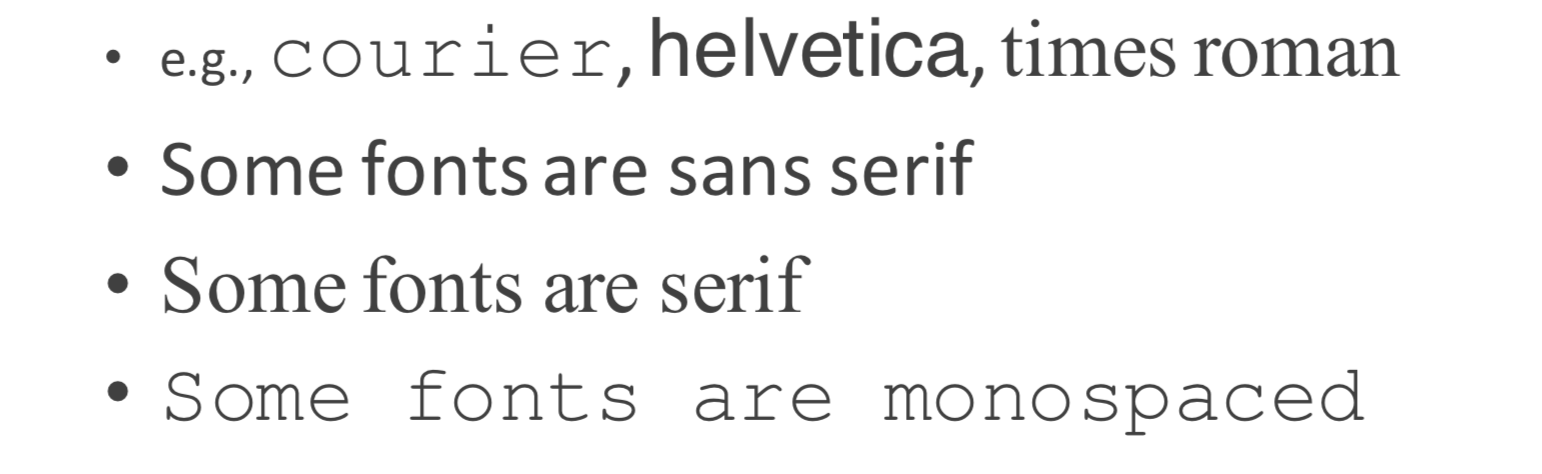 • e.g., courier, helvetica, times roman
• Some fonts are sans serif
• Some fonts are serif
• Some fonts are monospaced